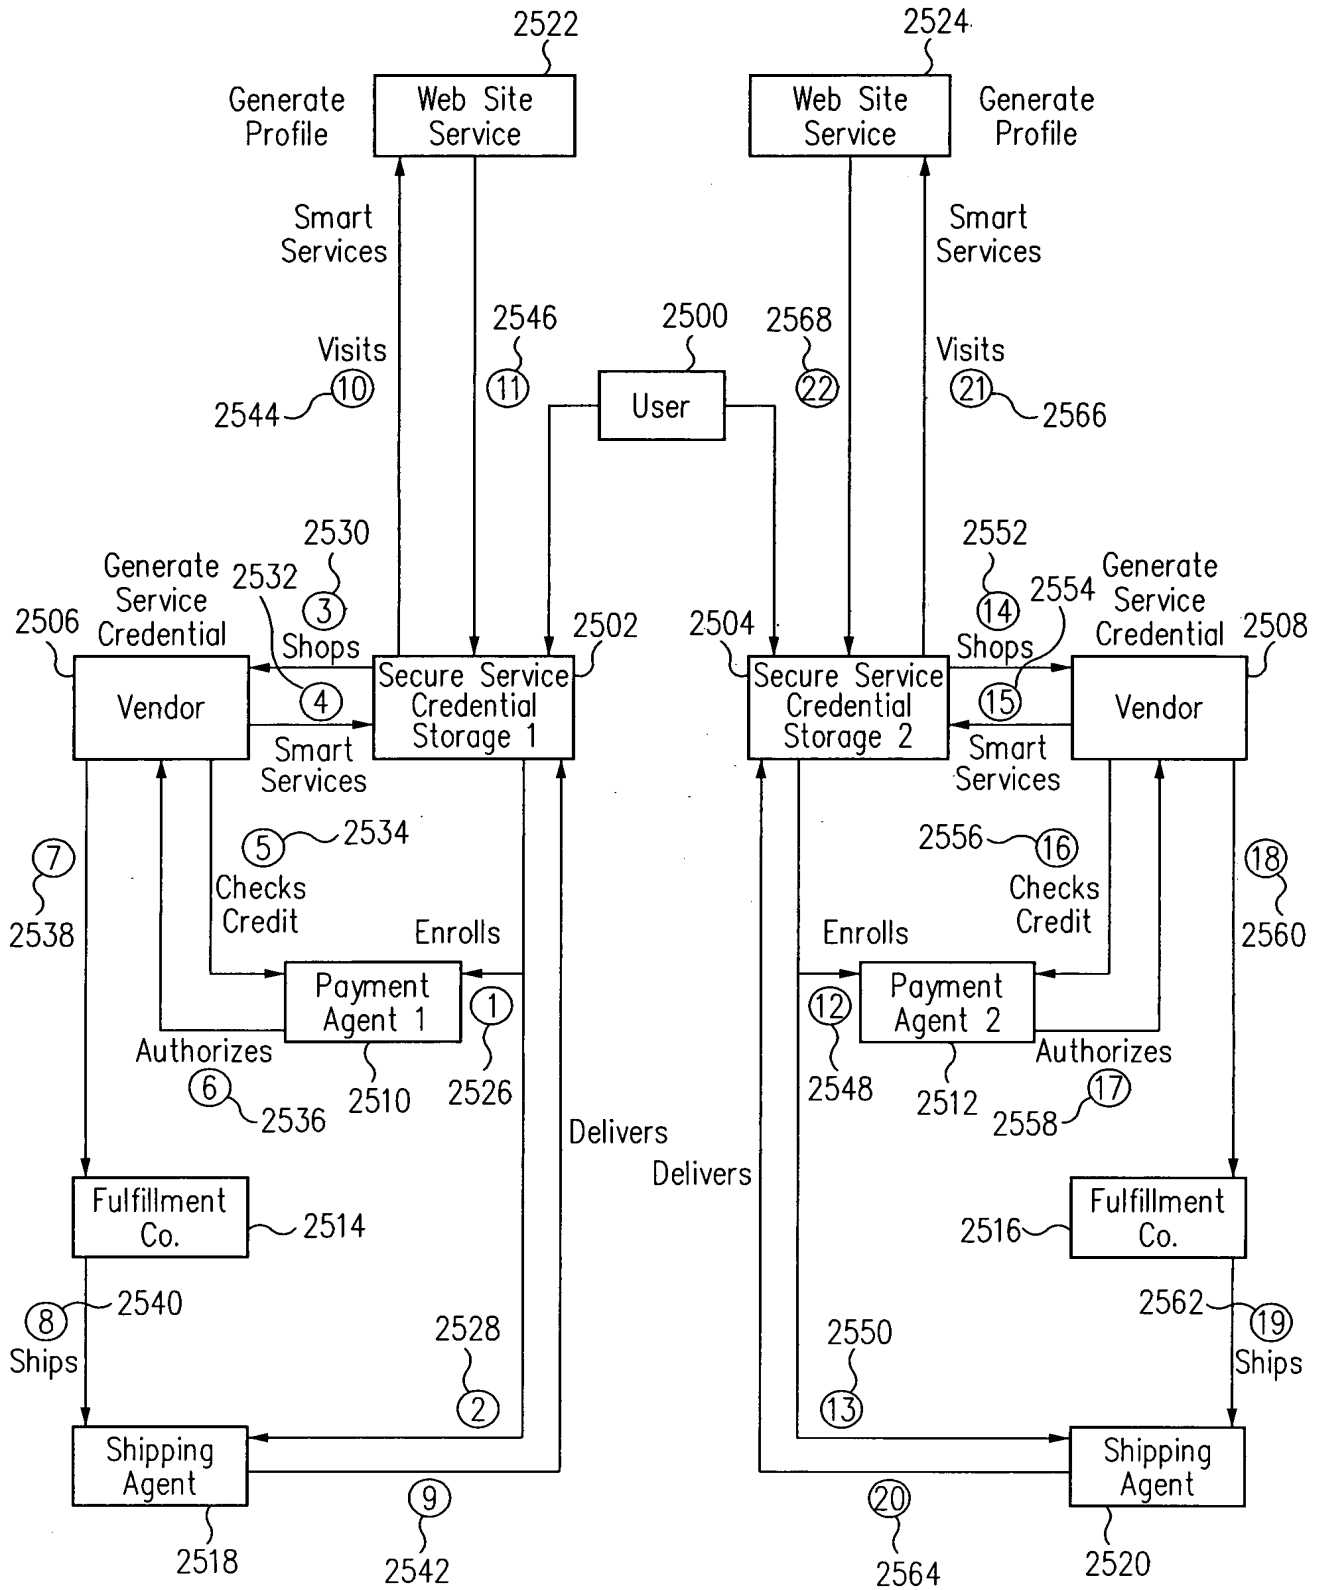 2522
2524
Generate
Profile
Web Site
Service
Web Site
Service
Generate
Profile
Smart
Services
Smart
Services
2546
2500
2568
Visits
10
2544
11
User
22
Visits
21
2566
2530
2552
Generate
Service
Credential
2532
3
14
2554
Generate
Service
Credential
2506
Shops
2502
2504
Shops
2508
Vendor
4
Secure Service
Credential
Storage 1
Secure Service
Credential
Storage 2
15
Vendor
Smart
Services
Smart
Services
7
5
2534
2556
16
18
Checks
Credit
Checks
Credit
2538
Enrolls
Enrolls
2560
Payment
Agent 1
1
12
Payment
Agent 2
Authorizes
6
2536
2510
2526
2548
2512
Authorizes
17
2558
Delivers
Delivers
Fulfillment
Co.
2514
2516
Fulfillment
Co.
8
2540
2562
19
Ships
2528
2550
Ships
2
13
Shipping
Agent
Shipping
Agent
9
20
2518
2542
2564
2520